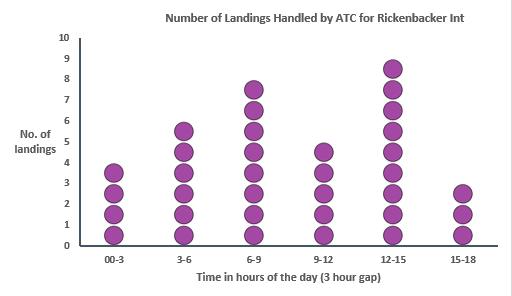 Number of Landings Handled by ATC for Rickenbacker Int
10
9
8
7
6
5
4
3
2
1
0
No. of
landings
00-3 3-6 6-9 9-12 12-15 15-18
Time in hours of the day (3 hour gap)